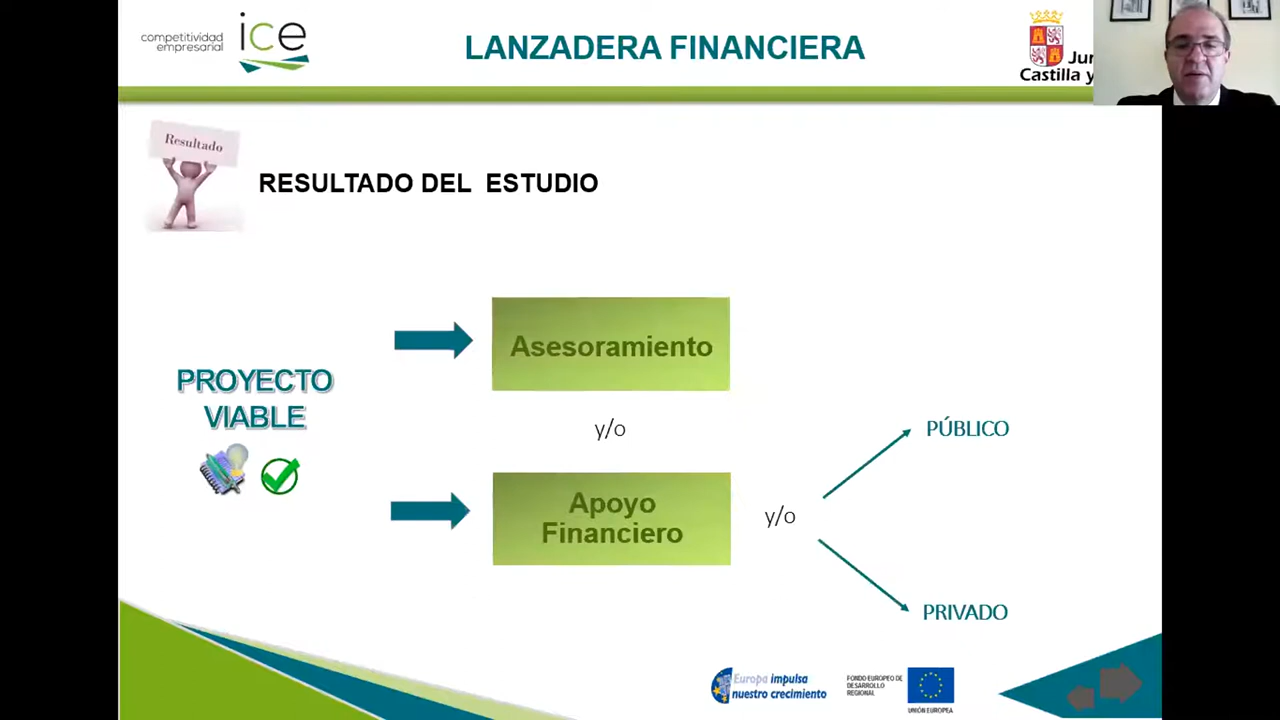 competitividad
empresarial
ice
LANZADERA FINANCIERA
Castilla y
Resultado
RESULTADO DEL ESTUDIO
Asesoramiento
PROYECTO
VIABLE
y/o
PÚBLICO
Apoyo
Financiero
y/o
PRIVADO
Europa impulsa
nuestro crecimiento
FONDO EUROPEO DE
DESARROLLO
REGIONAL
UNIÓN EUROPEA